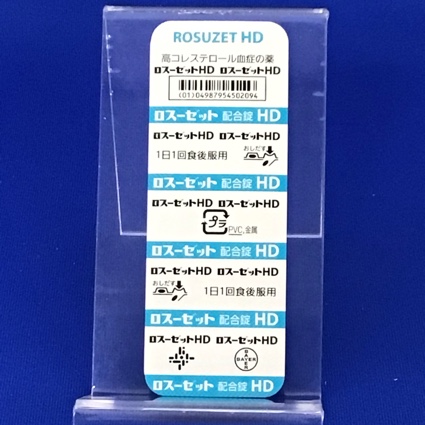 ROSUZET HD
高コレステロール血症の薬
ロスーゼットHD ロスーゼットHD
(01)04987954502094
ロスーゼット 配合錠 HD
ロスーゼットHD ロスーゼットHD
1日1回食後服用 おしだす
ロスーゼット 配合錠 HD
ロスーゼットHD ロスーゼットHD
プラ PVC,金属
ロスーゼット 配合錠 HD
ロスーゼットHD ロスーゼットHD
おしだす 1日1回食後服用
ロスーゼット 配合錠 HD
ロスーゼットHD ロスーゼットHD
BAYER BAYER
ロスーゼット 配合錠 HD